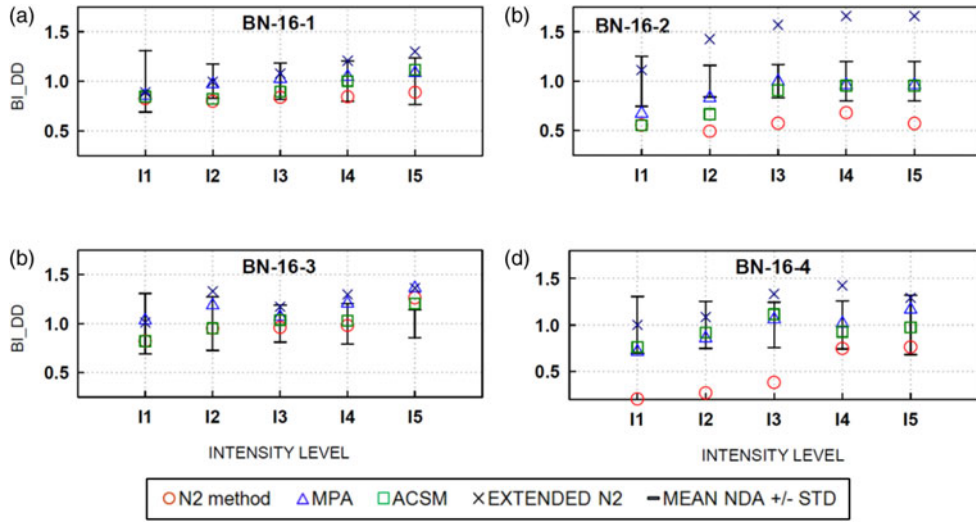 (a) BN-16-1
BI_DD
1.5
1.0
0.5
I1 I2 I3 I4 I5
(b) BN-16-2
1.5
1.0
0.5
I1 I2 I3 I4 I5
(b) BN-16-3
BI_DD
1.5
1.0
0.5
I1 I2 I3 I4 I5
INTENSITY LEVEL
(d) BN-16-4
1.5
1.0
0.5
I1 I2 I3 I4 I5
INTENSITY LEVEL
N2 method MPA ACSM EXTENDED N2 MEAN NDA +/- STD